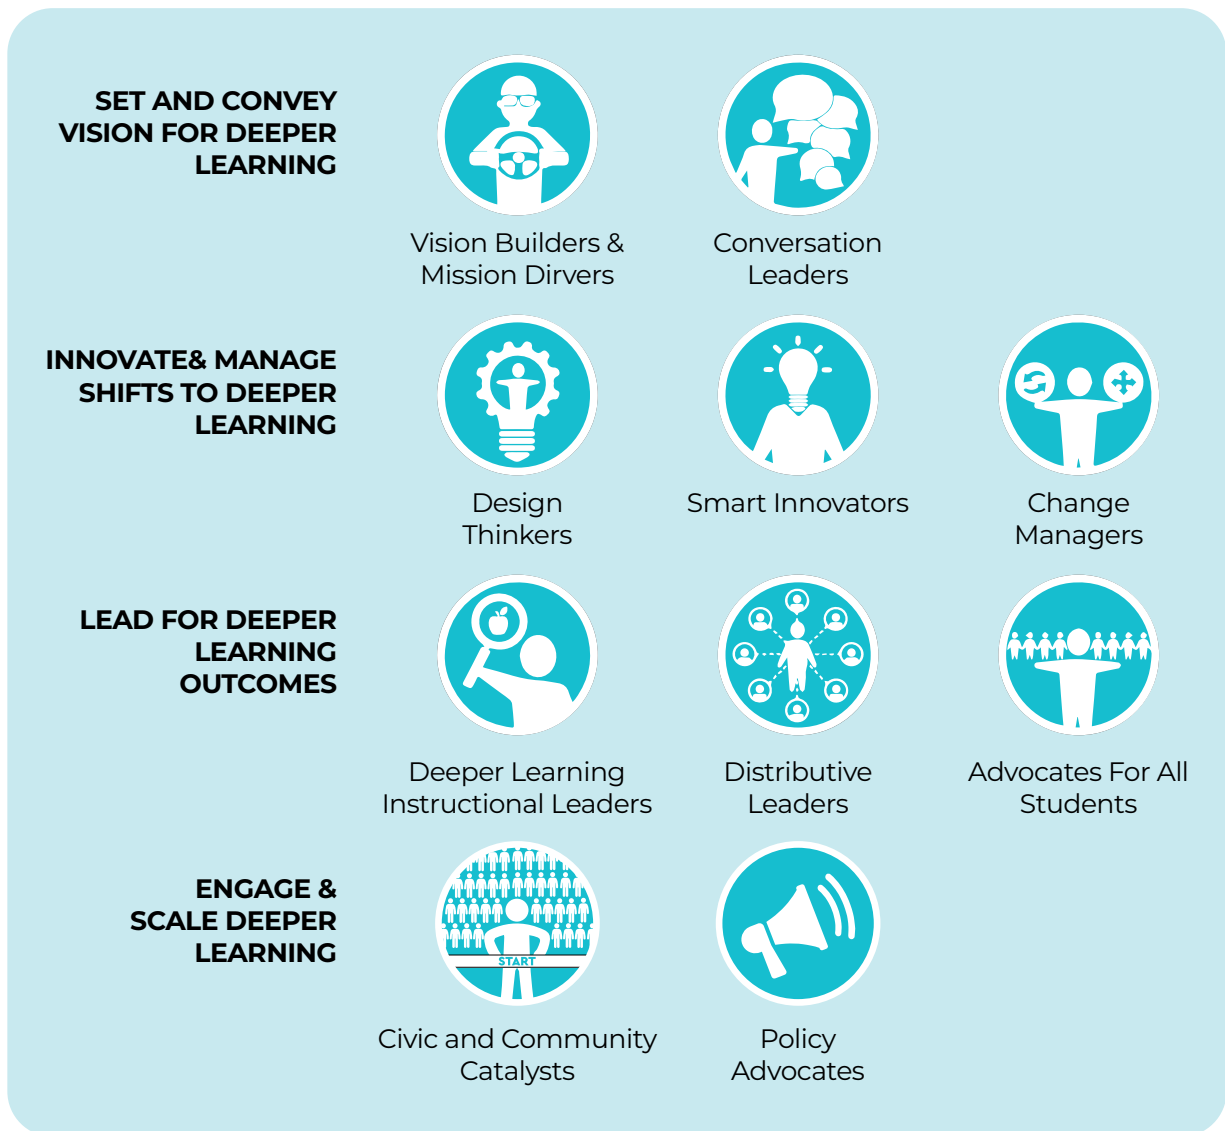 SET AND CONVEY
VISION FOR DEEPER
LEARNING
Vision Builders &
Mission Dirvers
Conversation
Leaders
INNOVATE& MANAGE
SHIFTS TO DEEPER
LEARNING
Design
Thinkers
Smart Innovators
Change
Managers
LEAD FOR DEEPER
LEARNING
OUTCOMES
Deeper Learning
Instructional Leaders
Distributive
Leaders
Advocates For All
Students
ENGAGE &
SCALE DEEPER
LEARNING
START
Civic and Community
Catalysts
Policy
Advocates